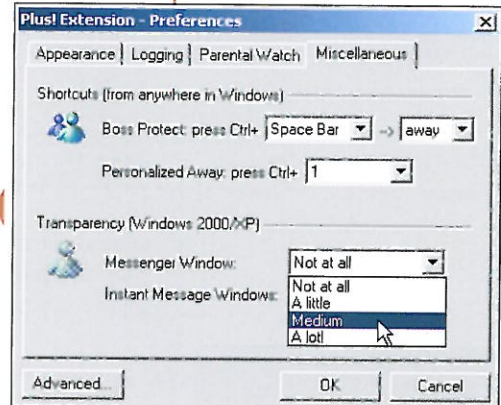 Plus! Extension - Preferences
Appearance Logging Parental Watch Miscellaneous
Shortcuts (from anywhere in Windows)
Boss Protect: press Ctrl+ Space Bar -> away
Personalized Away: press Ctrl+ 1
Transparency (Windows 2000/XP)
Messenger Window: Not at all
Not at all
Instant Message Windows:
A little
Medium
A lot!
Advanced...
OK
Cancel